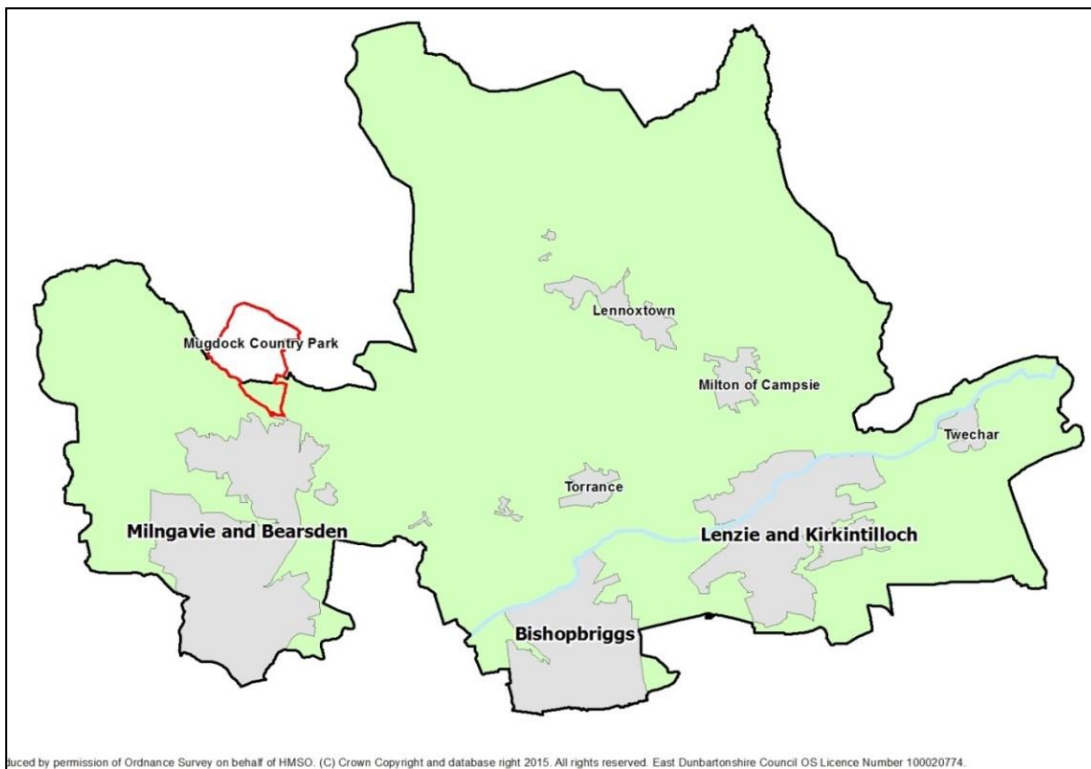 Lennoxtown
Mugdock Country Park
Milton of Campsie
Twechar
Torrance
Milngavie and Bearsden
Lenzie and Kirkintilloch
Bishopbriggs
duced by permission of Ordnance Survey on behalf of HMSO. (C) Crown Copyright and database right 2015. All rights reserved. East Dunbartonshire Council OS Licence Number 100020774.